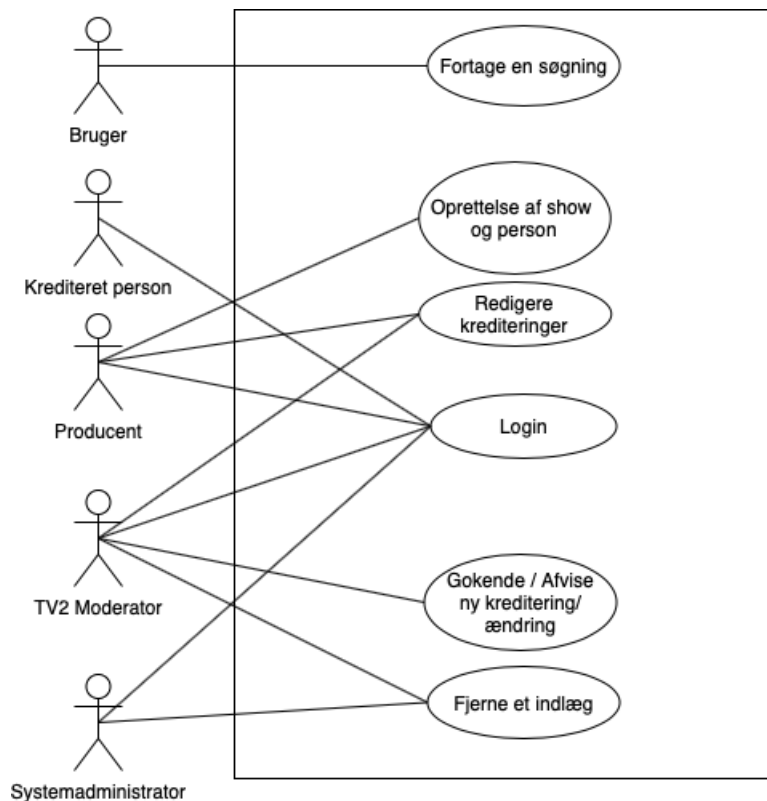 Bruger
Fortage en søgning
Krediteret person
Oprettelse af show
og person
Producent
Redigere
krediteringer
Login
TV2 Moderator
Gokende / Afvise
ny kreditering/
ændring
Systemadministrator
Fjerne et indlæg